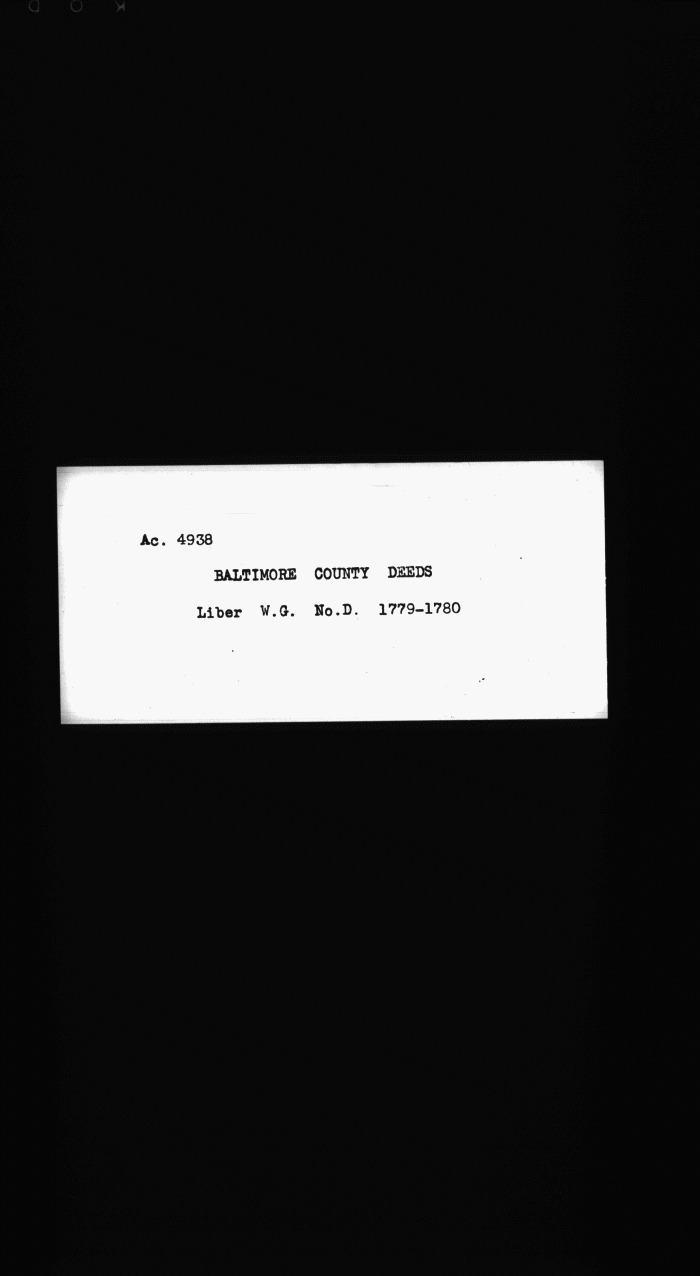 Ac. 4938
BALTIMORE COUNTY DEEDS
Liber W.G. No.D. 1779-1780